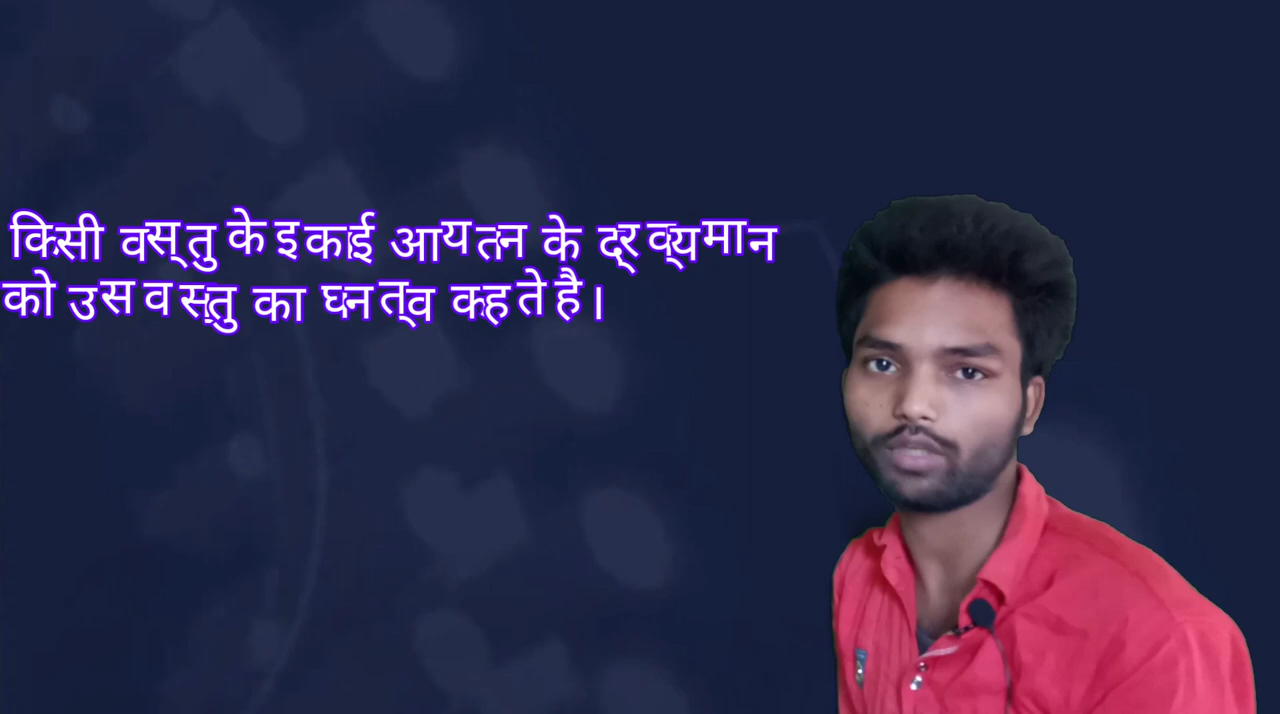 किसी वस्तु के इकाई आयतन के द्रव्यमान
को उस वस्तु का घनत्व कहते है।